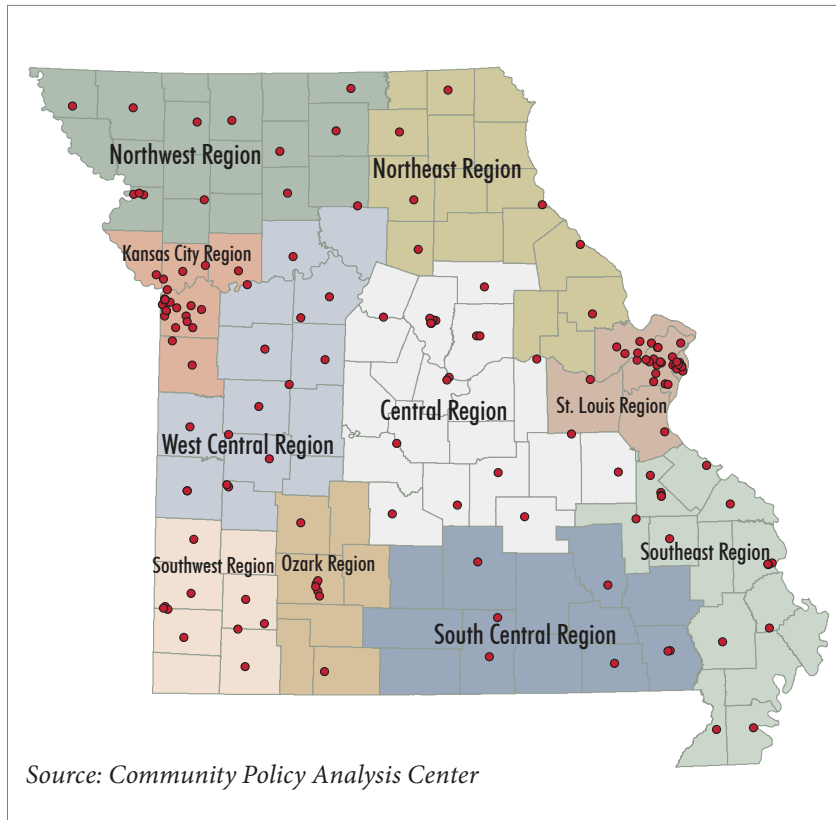 Northwest Region
Northeast Region
Kansas City Region
Central Region
St. Louis Region
West Central Region
Southwest Region
Ozark Region
Southeast Region
South Central Region
Source: Community Policy Analysis Center